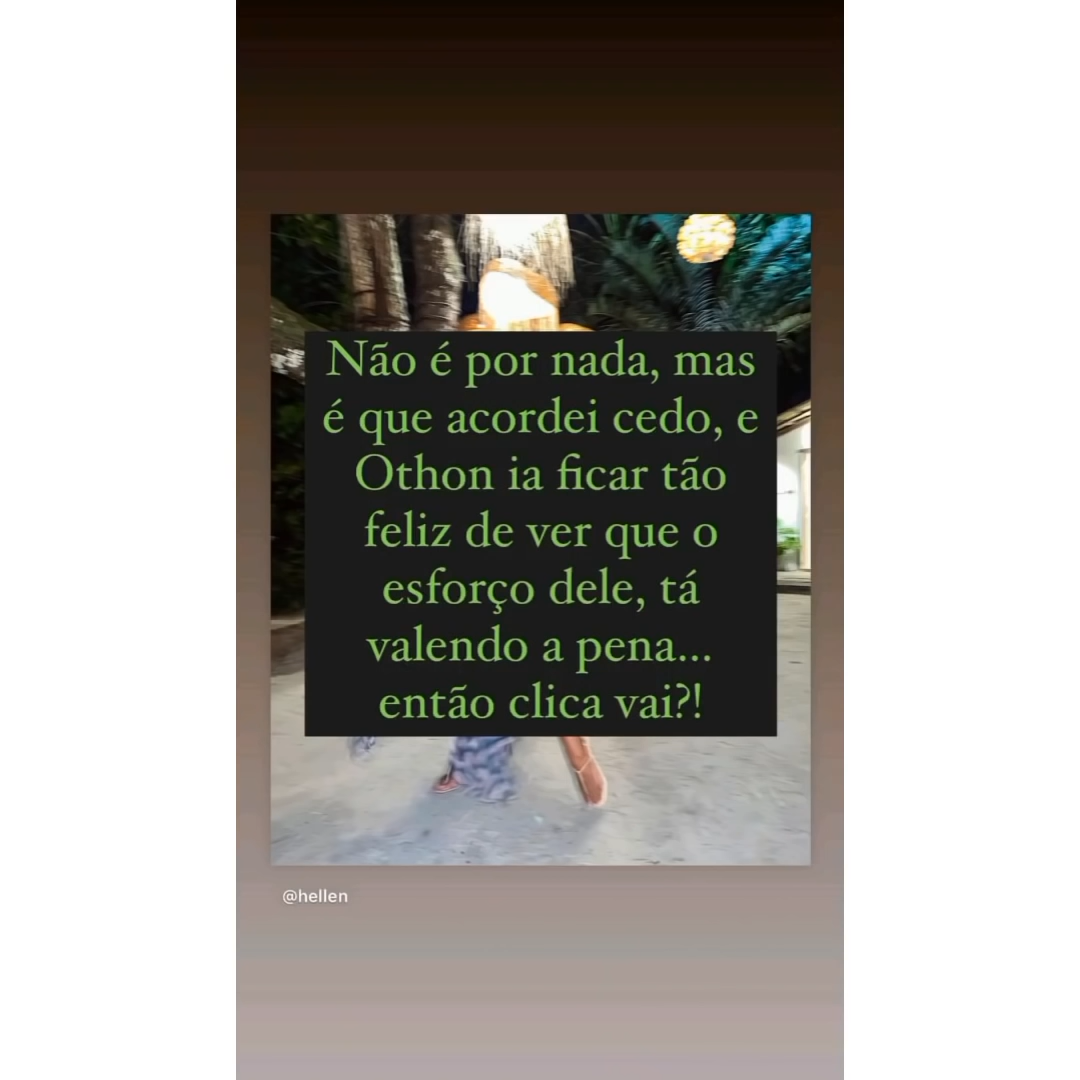 Não é por nada, mas
é que acordei cedo, e
Othon ia ficar tão
feliz de ver que o
esforço dele, tá
valendo a pena...
então clica vai?!
@hellen